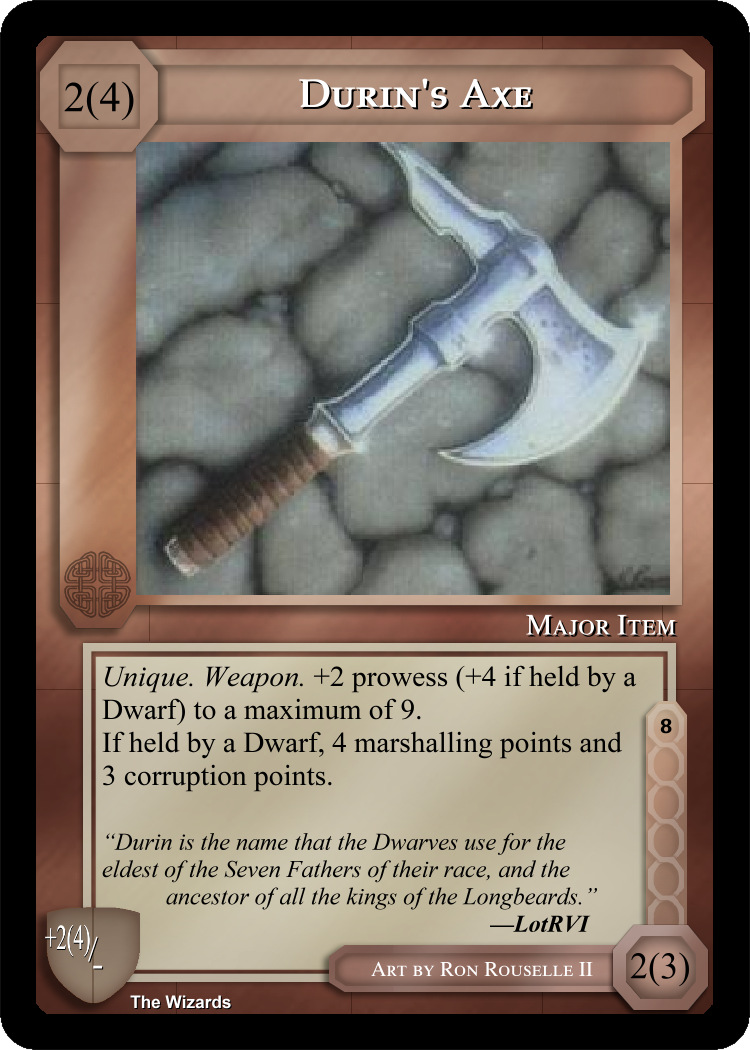 2(4)
Durin's Axe
Major Item
Unique. Weapon. +2 prowess (+4 if held by a
Dwarf) to a maximum of 9.
If held by a Dwarf, 4 marshalling points and
3 corruption points.
8
“Durin is the name that the Dwarves use for the
eldest of the Seven Fathers of their race, and the
ancestor of all the kings of the Longbeards.”
—LotRVI
+2(4)/–
Art by Ron Rouselle II
2(3)
The Wizards